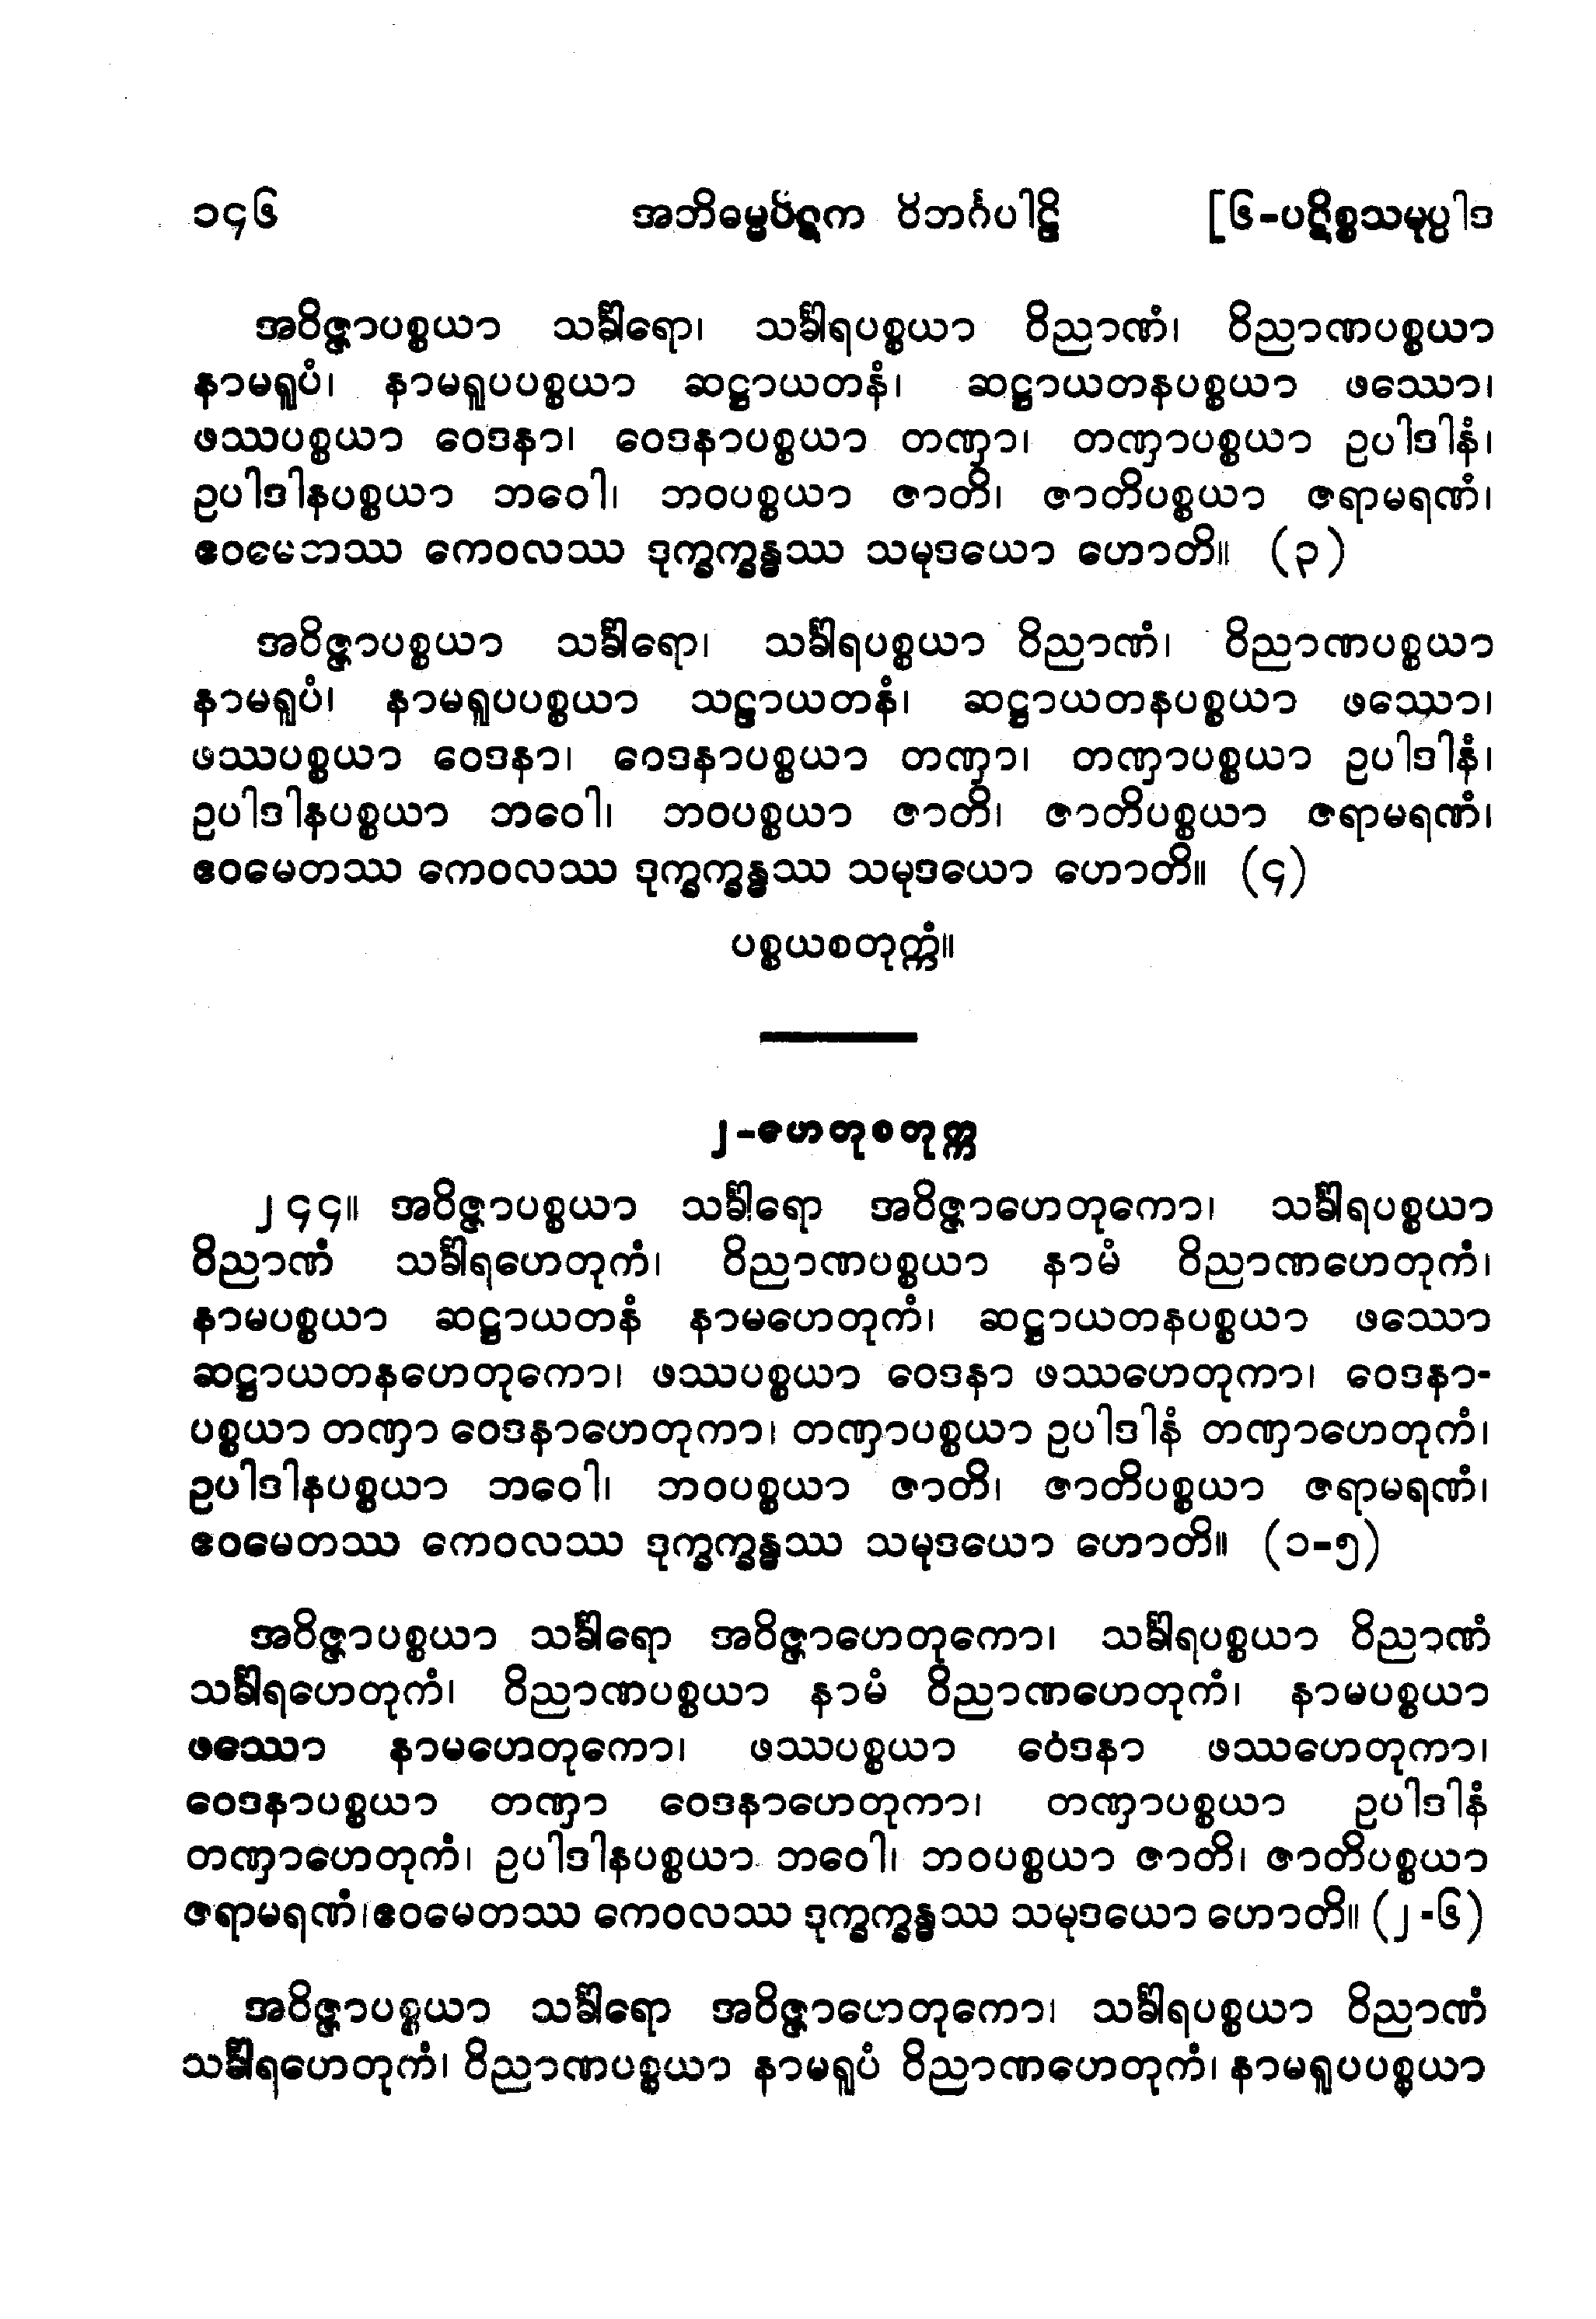 ၁၄၆ အဘိဓမ္မပိဋက ဝိဘင်္ဂပါဠိ [၆-ပဋိစ္စသမုပ္ပါဒ
အဝိဇ္ဇာပစ္စယာ သင်္ခါရော၊ သင်္ခါရပစ္စယာ ဝိညာဏံ၊ ဝိညာဏပစ္စယာ
နာမရူပံ၊ နာမရူပပစ္စယာ ဆဋ္ဌာယတနံ၊ ဆဋ္ဌာယတနပစ္စယာ ဖဿော၊
ဖဿပစ္စယာ ဝေဒနာ၊ ဝေဒနာပစ္စယာ တဏှာ၊ တဏှာပစ္စယာ ဥပါဒါနံ၊
ဥပါဒါနပစ္စယာ ဘဝေါ၊ ဘဝပစ္စယာ ဇာတိ၊ ဇာတိပစ္စယာ ဇရာမရဏံ၊
ဧဝမေတဿ ကေဝလဿ ဒုက္ခက္ခန္ဓဿ သမုဒယော ဟောတိ။ (၃)
အဝိဇ္ဇာပစ္စယာ သင်္ခါရော၊ သင်္ခါရပစ္စယာ ဝိညာဏံ၊ ဝိညာဏပစ္စယာ
နာမရူပံ၊ နာမရူပပစ္စယာ သဠာယတနံ၊ ဆဋ္ဌာယတနပစ္စယာ ဖဿော၊
ဖဿပစ္စယာ ဝေဒနာ၊ ဝေဒနာပစ္စယာ တဏှာ၊ တဏှာပစ္စယာ ဥပါဒါနံ၊
ဥပါဒါနပစ္စယာ ဘဝေါ၊ ဘဝပစ္စယာ ဇာတိ၊ ဇာတိပစ္စယာ ဇရာမရဏံ၊
ဧဝမေတဿ ကေဝလဿ ဒုက္ခက္ခန္ဓဿ သမုဒယော ဟောတိ။ (၄)
ပစ္စယစတုက္ကံ။
၂-ဟေတုစတုက္က
၂၄၄။ အဝိဇ္ဇာပစ္စယာ သင်္ခါရော အဝိဇ္ဇာဟေတုကော၊ သင်္ခါရပစ္စယာ
ဝိညာဏံ သင်္ခါရဟေတုကံ၊ ဝိညာဏပစ္စယာ နာမံ ဝိညာဏဟေတုကံ၊
နာမပစ္စယာ ဆဋ္ဌာယတနံ နာမဟေတုကံ၊ ဆဋ္ဌာယတနပစ္စယာ ဖဿော
ဆဋ္ဌာယတနဟေတုကော၊ ဖဿပစ္စယာ ဝေဒနာ ဖဿဟေတုကာ၊ ဝေဒနာ-
ပစ္စယာ တဏှာ ဝေဒနာဟေတုကာ၊ တဏှာပစ္စယာ ဥပါဒါနံ တဏှာဟေတုကံ၊
ဥပါဒါနပစ္စယာ ဘဝေါ၊ ဘဝပစ္စယာ ဇာတိ၊ ဇာတိပစ္စယာ ဇရာမရဏံ၊
ဧဝမေတဿ ကေဝလဿ ဒုက္ခက္ခန္ဓဿ သမုဒယော ဟောတိ။ (၁-၅)
အဝိဇ္ဇာပစ္စယာ သင်္ခါရော အဝိဇ္ဇာဟေတုကော၊ သင်္ခါရပစ္စယာ ဝိညာဏံ
သင်္ခါရဟေတုကံ၊ ဝိညာဏပစ္စယာ နာမံ ဝိညာဏဟေတုကံ၊ နာမပစ္စယာ
ဖဿော နာမဟေတုကော၊ ဖဿပစ္စယာ ဝေဒနာ ဖဿဟေတုကာ၊
ဝေဒနာပစ္စယာ တဏှာ ဝေဒနာဟေတုကာ၊ တဏှာပစ္စယာ ဥပါဒါနံ
တဏှာဟေတုကံ၊ ဥပါဒါနပစ္စယာ ဘဝေါ၊ ဘဝပစ္စယာ ဇာတိ၊ ဇာတိပစ္စယာ
ဇရာမရဏံ၊ဧဝမေတဿ ကေဝလဿ ဒုက္ခက္ခန္ဓဿ သမုဒယော ဟောတိ။ (၂-၆)
အဝိဇ္ဇာပစ္စယာ သင်္ခါရော အဝိဇ္ဇာဟေတုကော၊ သင်္ခါရပစ္စယာ ဝိညာဏံ
သင်္ခါရဟေတုကံ၊ ဝိညာဏပစ္စယာ နာမရူပံ ဝိညာဏဟေတုကံ၊ နာမရူပပစ္စယာ